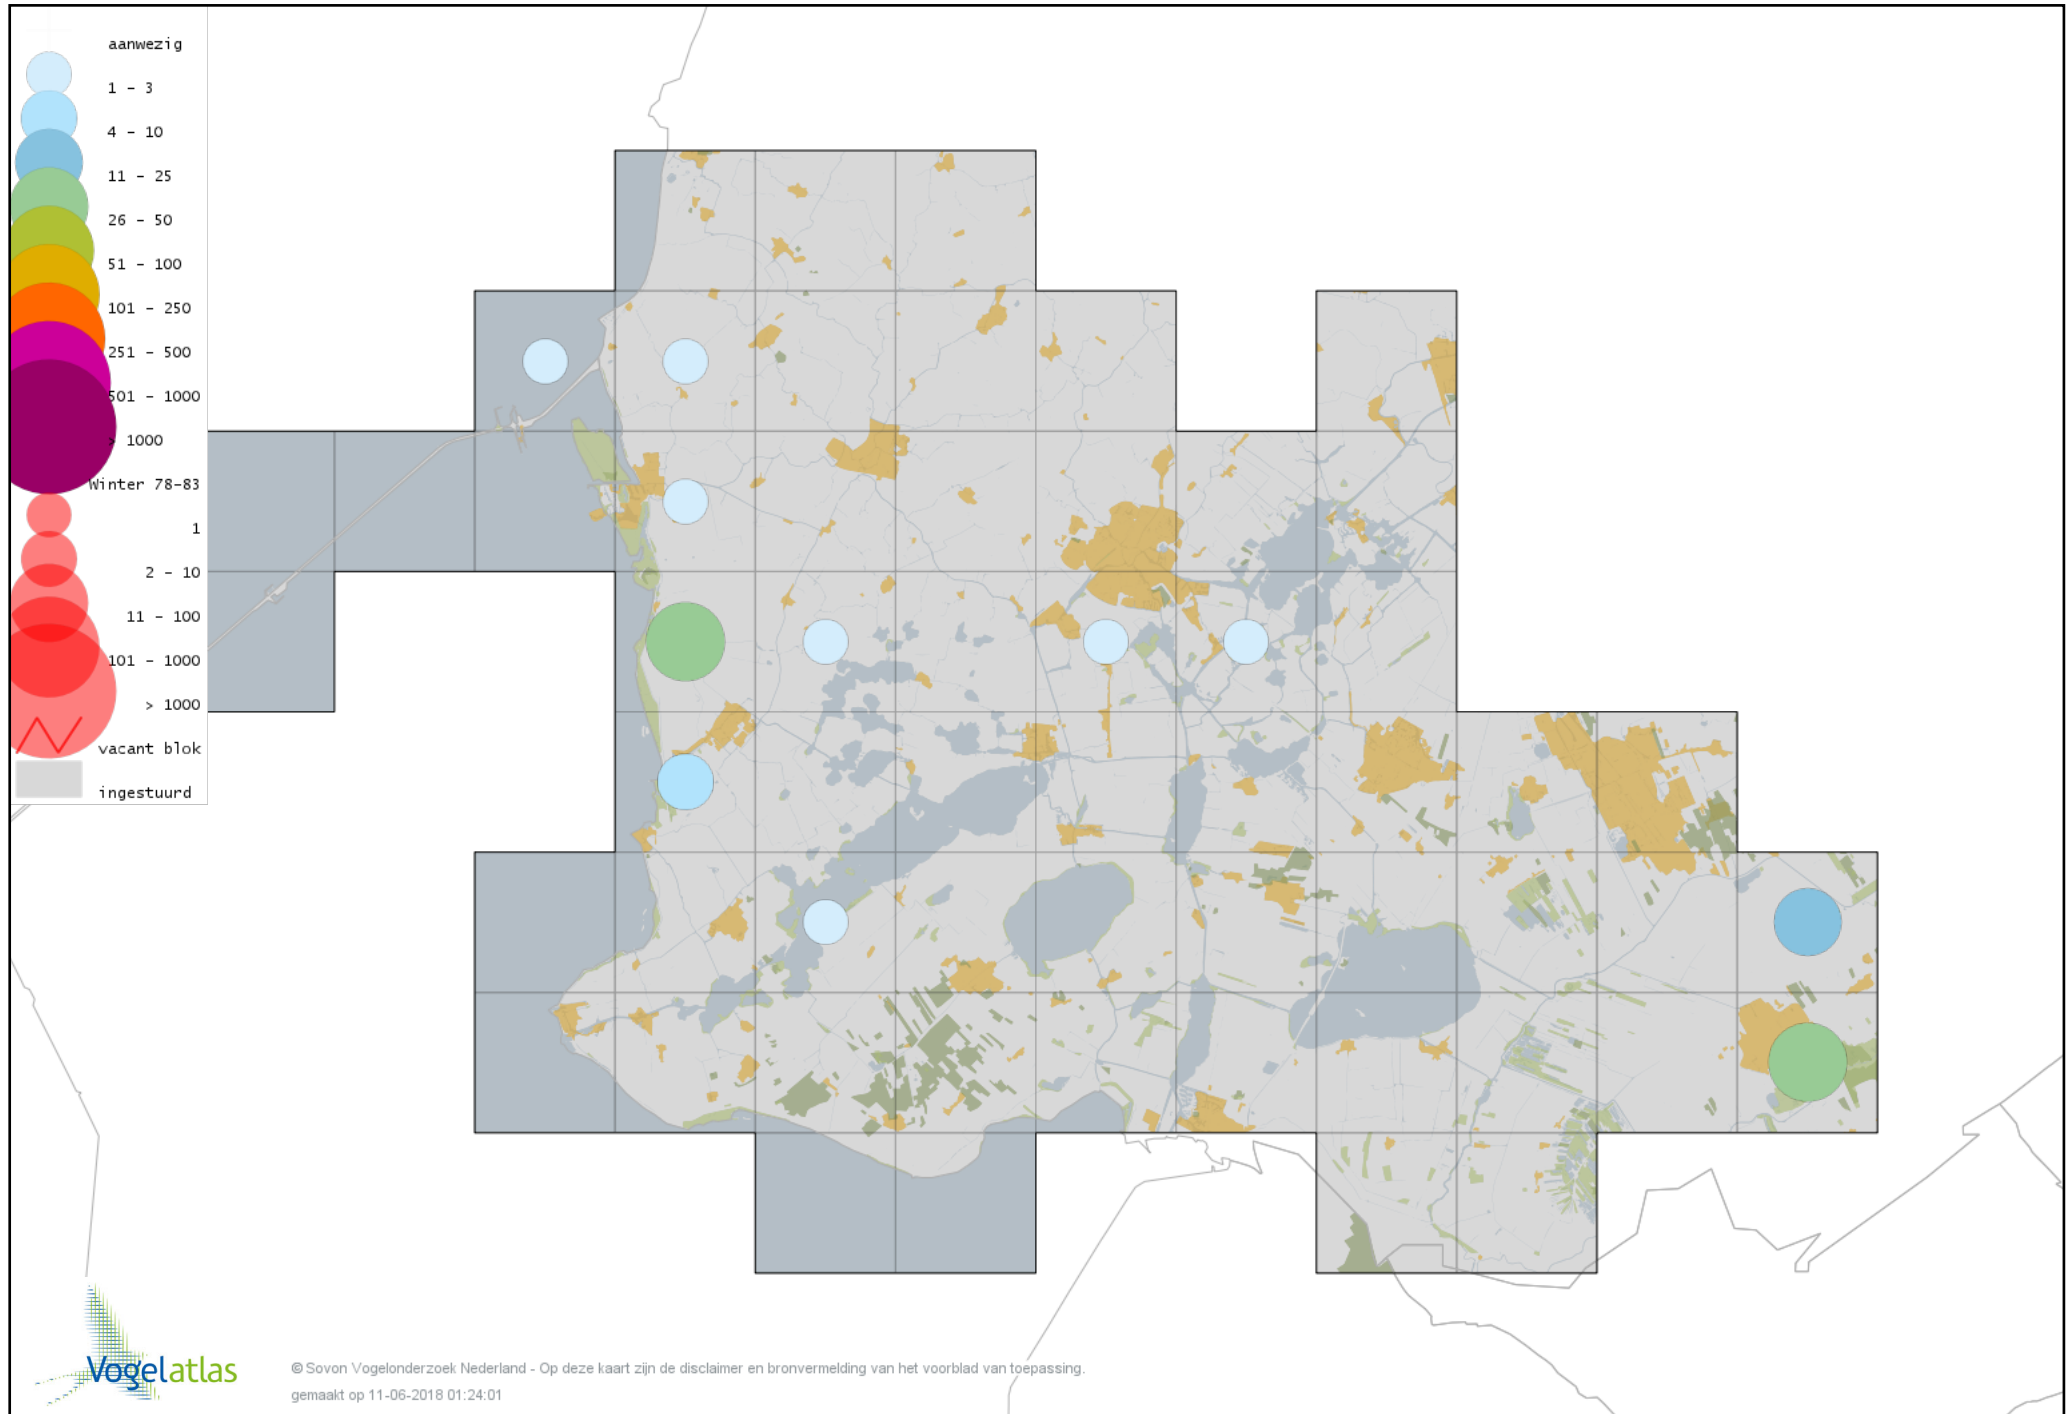 aanwezig
1 - 3
4 - 10
11 - 25
26 - 50
51 - 100
101 - 250
251 - 500
501 - 1000
> 1000
Winter 78-83
1
2 - 10
11 - 100
101 - 1000
> 1000
vacant blok
ingestuurd
Vogelatlas
© Sovon Vogelonderzoek Nederland - Op deze kaart zijn de disclaimer en bronvermelding van het voorblad van toepassing.
gemaakt op 11-06-2018 01:24:01